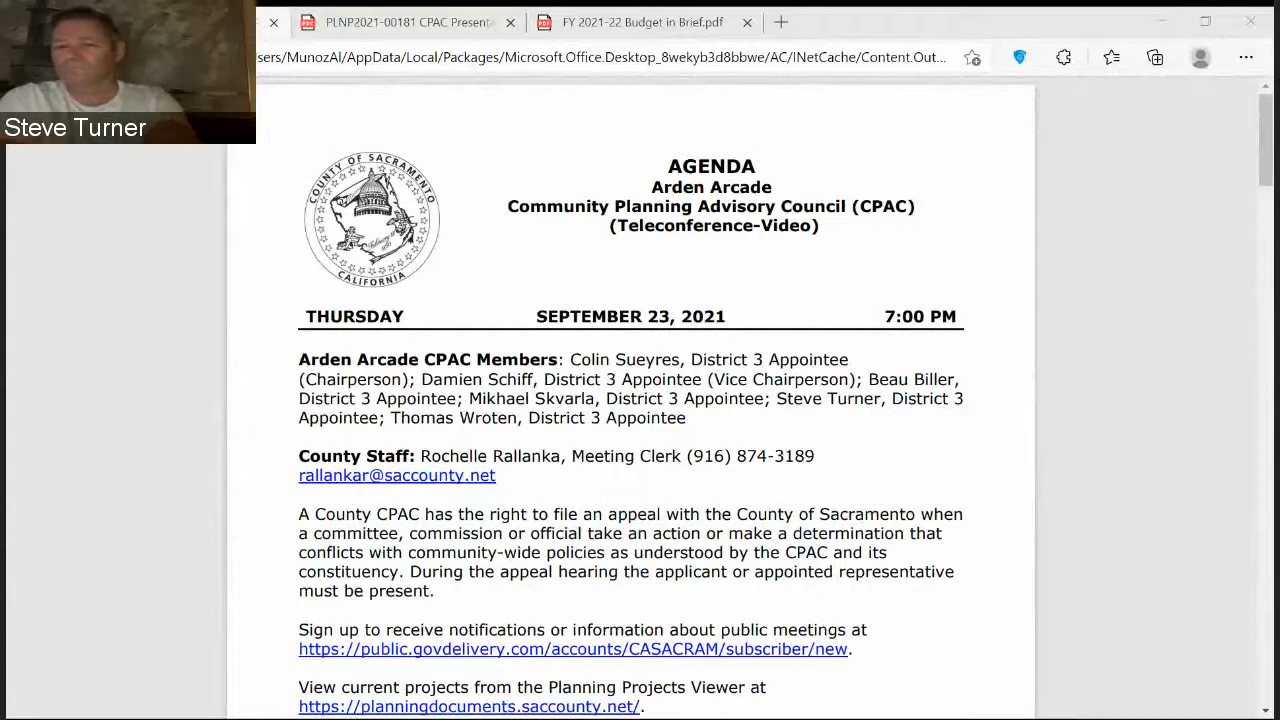 PLNP2021-00181 CPAC Presenta
FY 2021-22 Budget in Brief.pdf
sers/MunozAl/AppData/Local/Packages/Microsoft.Office.Desktop_8wekyb3d8bbwe/AC/INetCache/Content.Out...
Steve Turner
COUNTY OF SACRAMENTO
CALIFORNIA
AGENDA
Arden Arcade
Community Planning Advisory Council (CPAC)
(Teleconference-Video)
THURSDAY SEPTEMBER 23, 2021 7:00 PM
Arden Arcade CPAC Members: Colin Sueyres, District 3 Appointee
(Chairperson); Damien Schiff, District 3 Appointee (Vice Chairperson); Beau Biller,
District 3 Appointee; Mikhael Skvarla, District 3 Appointee; Steve Turner, District 3
Appointee; Thomas Wroten, District 3 Appointee
County Staff: Rochelle Rallanka, Meeting Clerk (916) 874-3189
rallankar@saccounty.net
A County CPAC has the right to file an appeal with the County of Sacramento when
a committee, commission or official take an action or make a determination that
conflicts with community-wide policies as understood by the CPAC and its
constituency. During the appeal hearing the applicant or appointed representative
must be present.
Sign up to receive notifications or information about public meetings at
https://public.govdelivery.com/accounts/CASACRAM/subscriber/new.
View current projects from the Planning Projects Viewer at
https://planningdocuments.saccounty.net/.